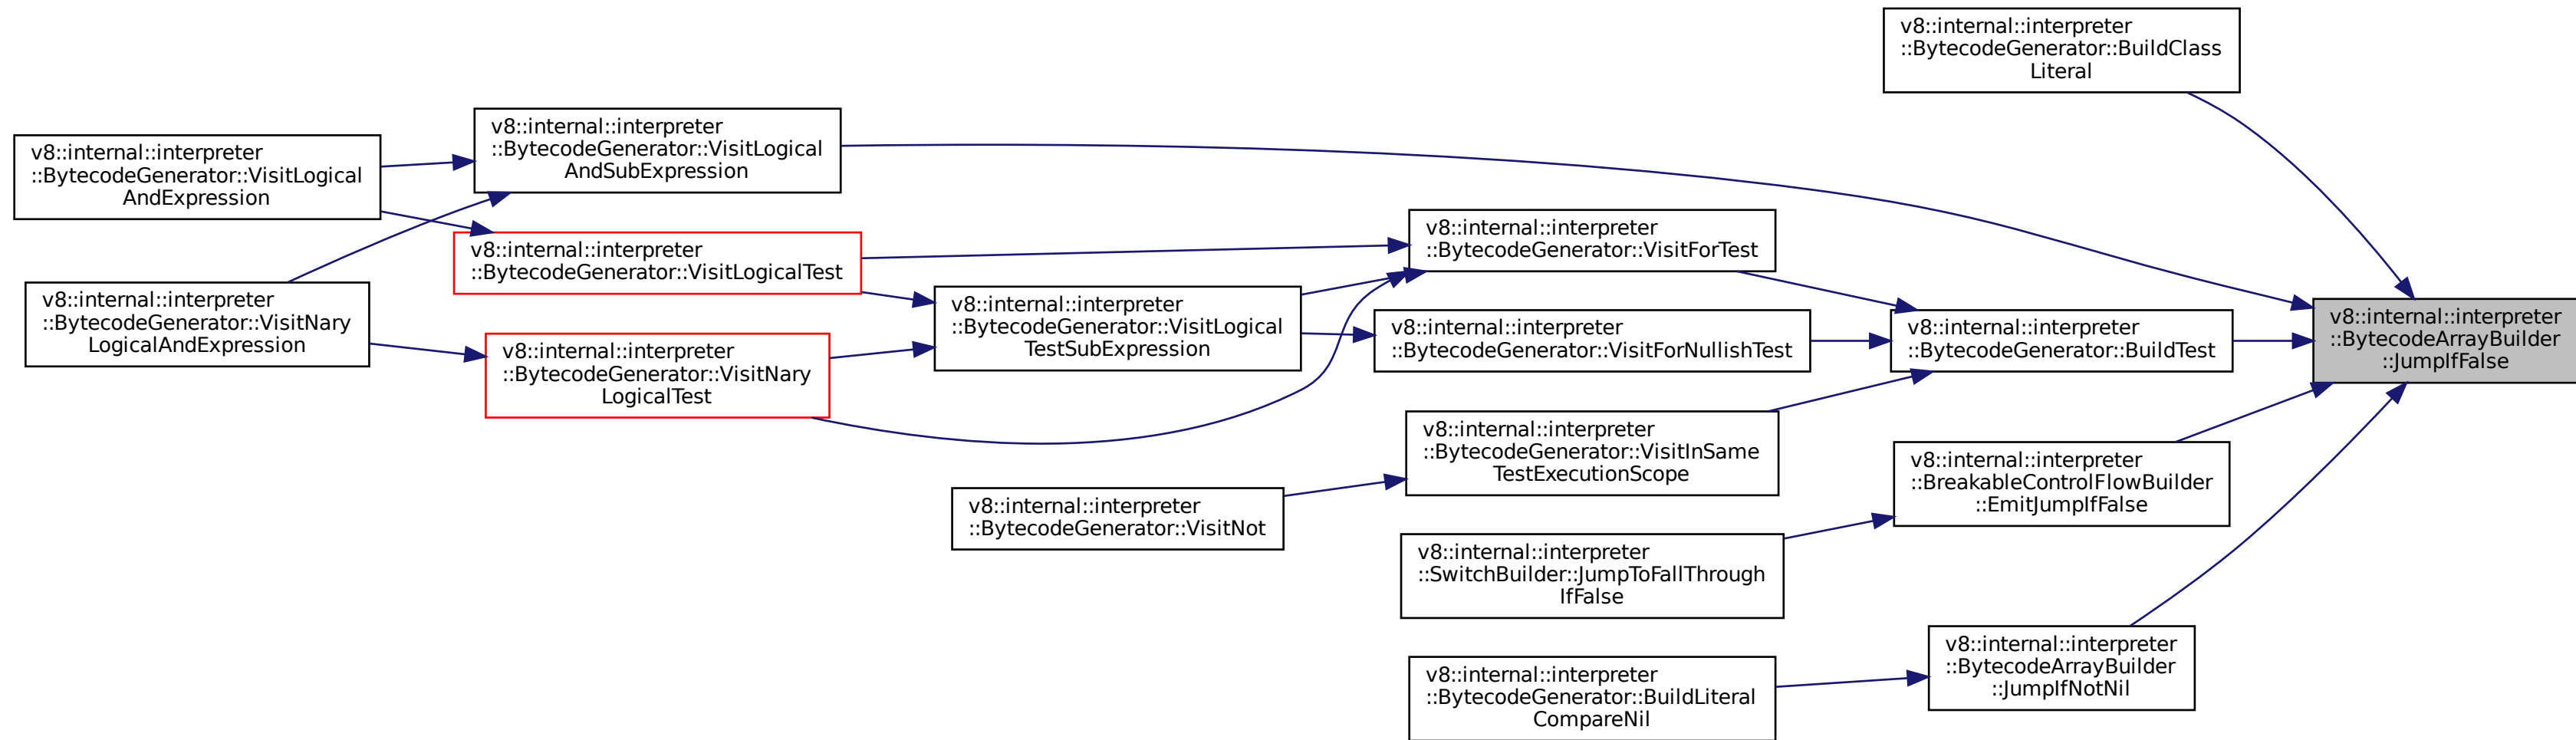 v8::internal::interpreter
::BytecodeGenerator::BuildClass
Literal
v8::internal::interpreter
::BytecodeGenerator::VisitLogical
AndSubExpression
v8::internal::interpreter
::BytecodeGenerator::VisitLogical
AndExpression
v8::internal::interpreter
::BytecodeGenerator::VisitForTest
v8::internal::interpreter
::BytecodeGenerator::VisitLogicalTest
v8::internal::interpreter
::BytecodeGenerator::VisitNary
LogicalAndExpression
v8::internal::interpreter
::BytecodeGenerator::VisitLogical
TestSubExpression
v8::internal::interpreter
::BytecodeArrayBuilder
::JumpIfFalse
v8::internal::interpreter
::BytecodeGenerator::VisitForNullishTest
v8::internal::interpreter
::BytecodeGenerator::BuildTest
v8::internal::interpreter
::BytecodeGenerator::VisitNary
LogicalTest
v8::internal::interpreter
::BytecodeGenerator::VisitInSame
TestExecutionScope
v8::internal::interpreter
::BreakableControlFlowBuilder
::EmitJumpIfFalse
v8::internal::interpreter
::BytecodeGenerator::VisitNot
v8::internal::interpreter
::SwitchBuilder::JumpToFallThrough
IfFalse
v8::internal::interpreter
::BytecodeArrayBuilder
::JumpIfNotNil
v8::internal::interpreter
::BytecodeGenerator::BuildLiteral
CompareNil